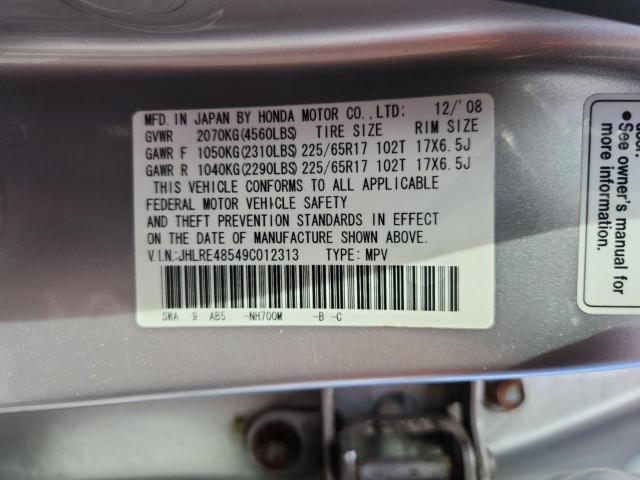 MFD. IN JAPAN BY HONDA MOTOR CO.,LTD: 12/'08
GVWR 2070KG(4560LBS) TIRE SIZE RIM SIZE
GAWR F 1050KG(2310LBS) 225/65R17 102T 17X6.5J
GAWR R 1040KG(2290LBS) 225/65R17 102T 17X6.5J
THIS VEHICLE CONFORMS TO ALL APPLICABLE
FEDERAL MOTOR VEHICLE SAFETY
AND THEFT PREVENTION STANDARDS IN EFFECT
ON THE DATE OF MANUFACTURE SHOWN ABOVE.
V.I.N.:JHLRE48549C012313 TYPE: MPV
SWA 9 AB5 -NH700M -B -C
door.
●See owner's manual for
more information.